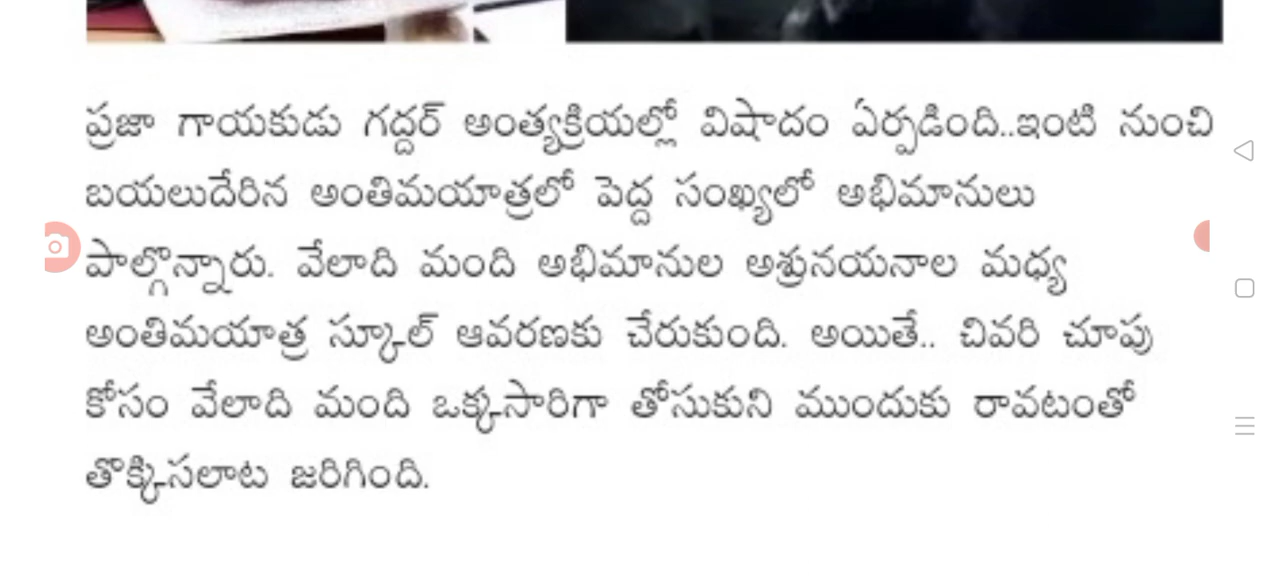 ప్రజా గాయకుడు గద్దర్ అంత్యక్రియల్లో విషాదం ఏర్పడింది..ఇంటి నుంచి
బయలుదేరిన అంతిమయాత్రలో పెద్ద సంఖ్యలో అభిమానులు
పాల్గొన్నారు. వేలాది మంది అభిమానుల అశ్రునయనాల మధ్య
అంతిమయాత్ర స్కూల్ ఆవరణకు చేరుకుంది. అయితే.. చివరి చూపు
కోసం వేలాది మంది ఒక్కసారిగా తోసుకుని ముందుకు రావటంతో
తొక్కిసలాట జరిగింది.